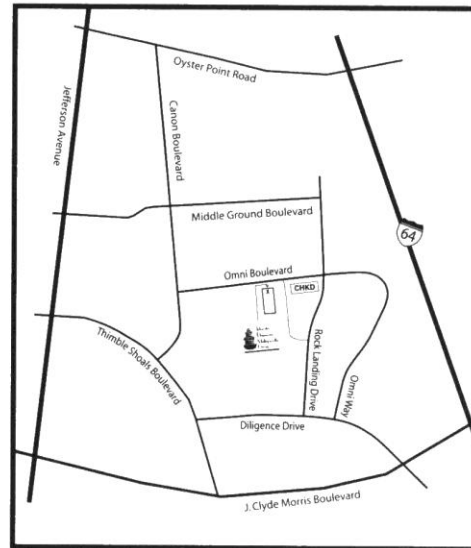 Oyster Point Road
Jefferson Avenue
Canon Boulevard
Middle Ground Boulevard
64
Omni Boulevard
CHKD
Thimble Shoals Boulevard
Rock Landing Drive
Omni Way
Diligence Drive
J. Clyde Morris Boulevard